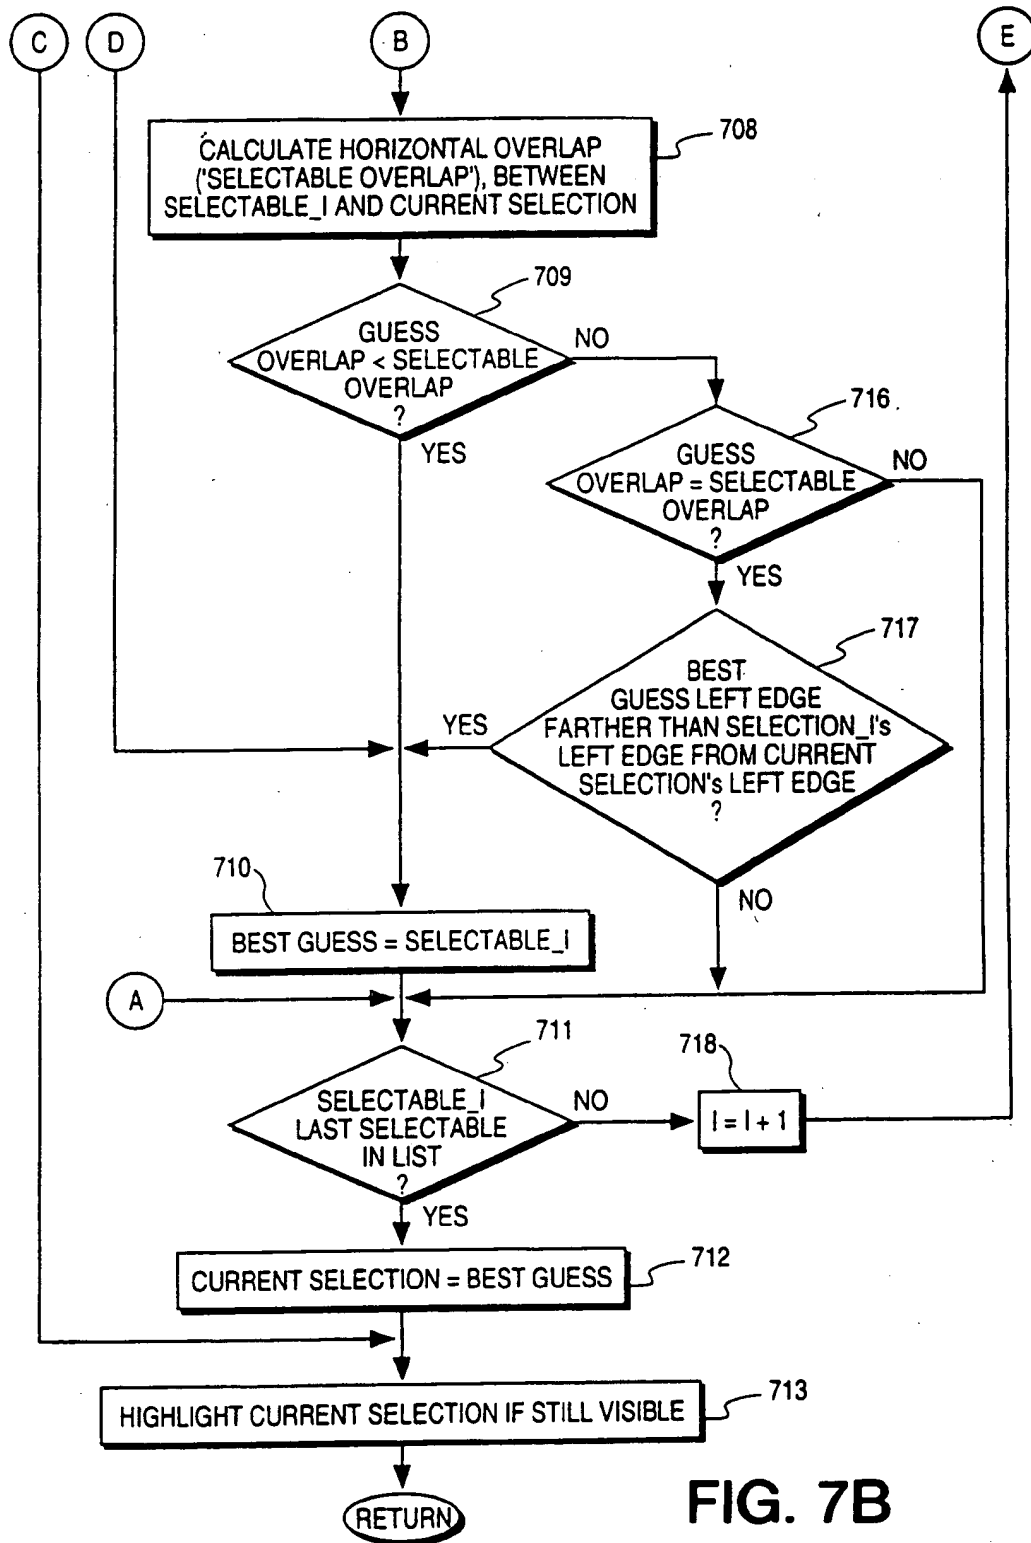 C
D
B
E
708
CALCULATE HORIZONTAL OVERLAP
('SELECTABLE OVERLAP'), BETWEEN
SELECTABLE_I AND CURRENT SELECTION
709
GUESS
OVERLAP < SELECTABLE
OVERLAP
?
NO
YES
716
GUESS
OVERLAP = SELECTABLE
OVERLAP
?
NO
YES
717
BEST
GUESS LEFT EDGE
FARTHER THAN SELECTION_I's
LEFT EDGE FROM CURRENT
SELECTION's LEFT EDGE
?
YES
NO
710
BEST GUESS = SELECTABLE_I
A
711
SELECTABLE_I
LAST SELECTABLE
IN LIST
?
NO
YES
718
I = I + 1
CURRENT SELECTION = BEST GUESS
712
HIGHLIGHT CURRENT SELECTION IF STILL VISIBLE
713
RETURN
FIG. 7B